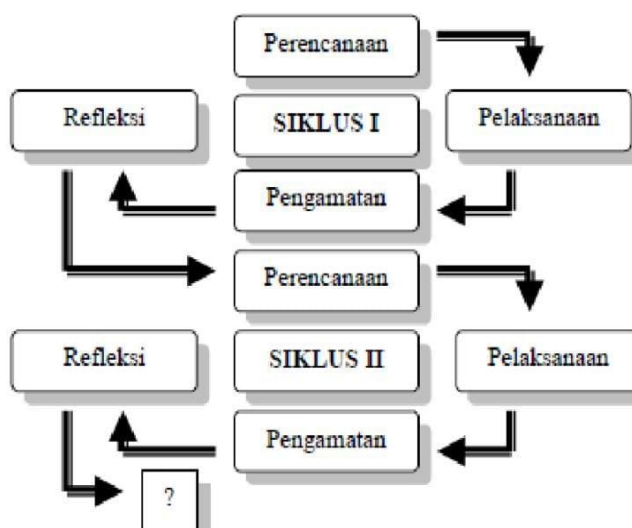 Perencanaan
Refleksi
SIKLUS I
Pelaksanaan
Pengamatan
Perencanaan
Refleksi
SIKLUS II
Pelaksanaan
Pengamatan
?